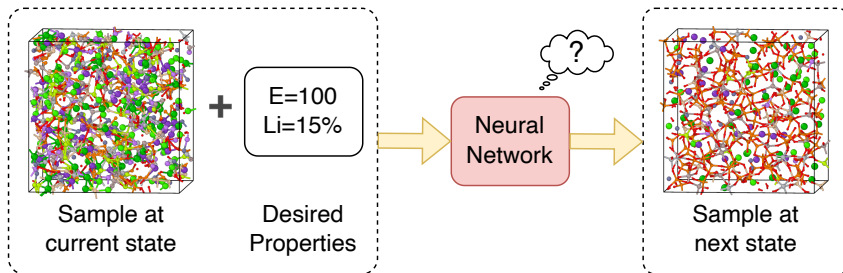 +
E=100
Li=15%
Sample at
current state
Desired
Properties
?
Neural
Network
Sample at
next state